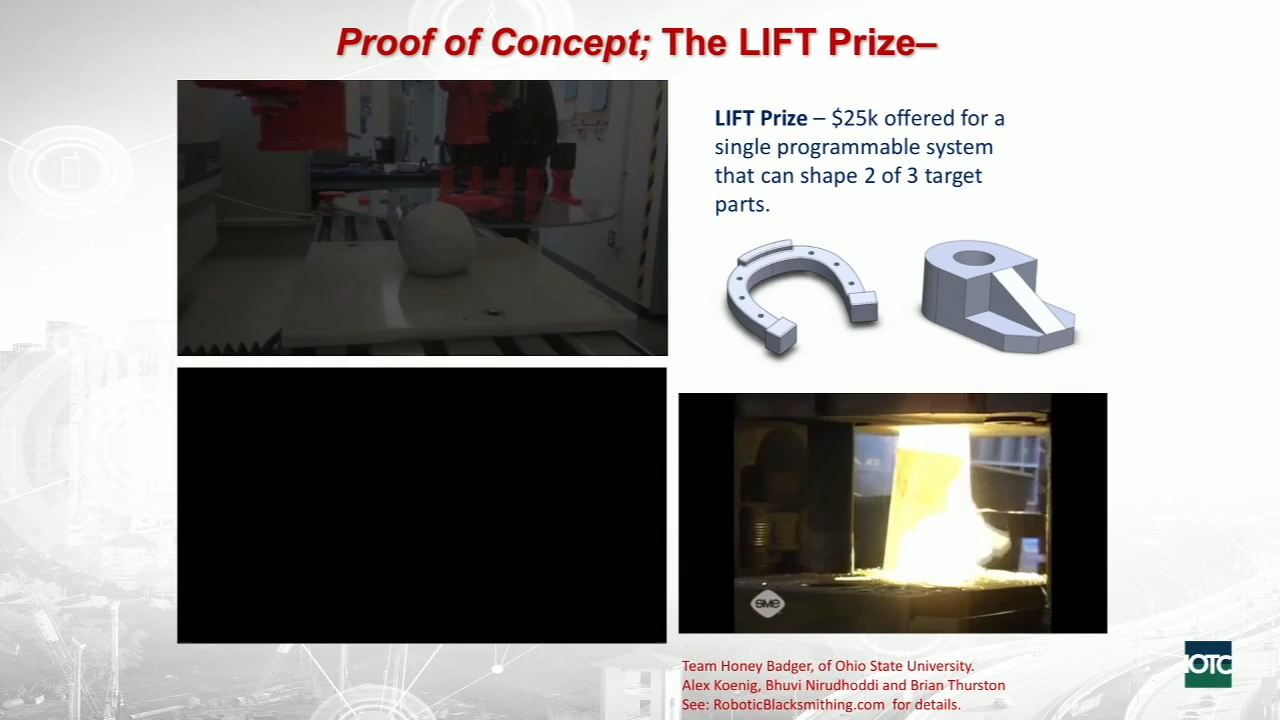 Proof of Concept; The LIFT Prize–
LIFT Prize – $25k offered for a
single programmable system
that can shape 2 of 3 target
parts.
sme
Team Honey Badger, of Ohio State University.
Alex Koenig, Bhuvi Nirudhoddi and Brian Thurston
See: RoboticBlacksmithing.com for details.
IOTC